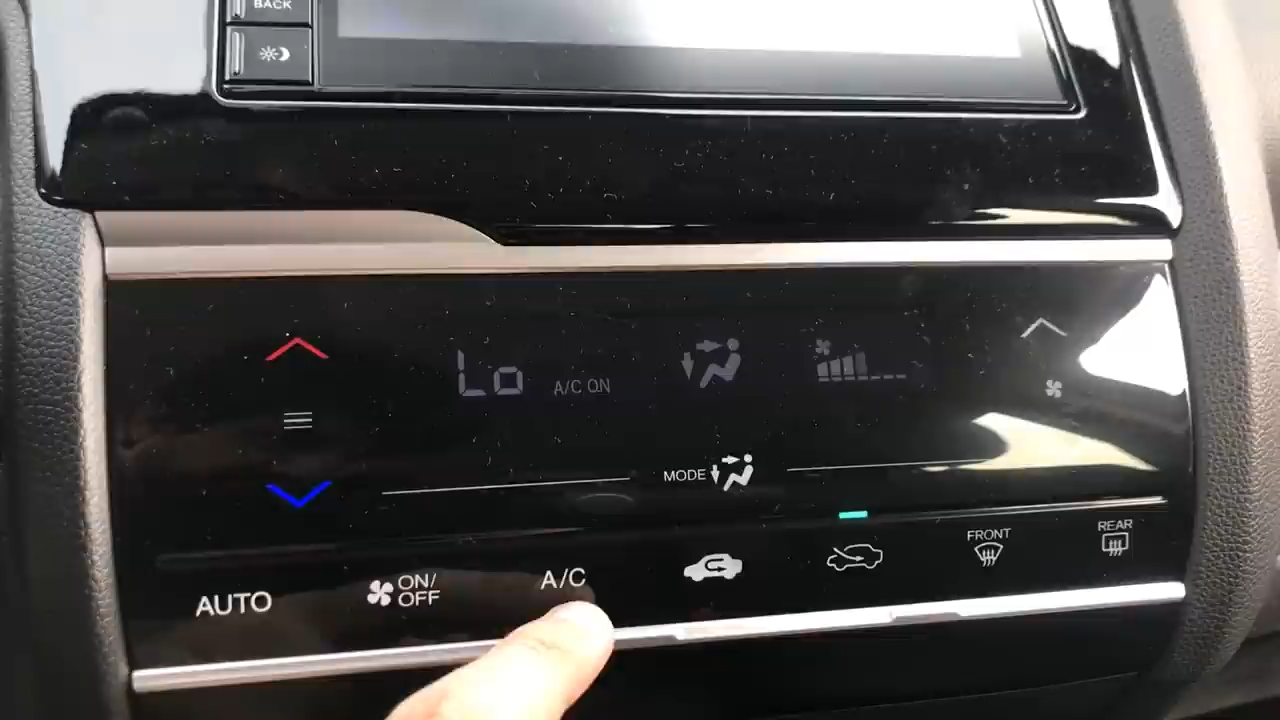 BACK
Lo A/C ON
MODE
AUTO
ON/
OFF
A/C
FRONT
REAR